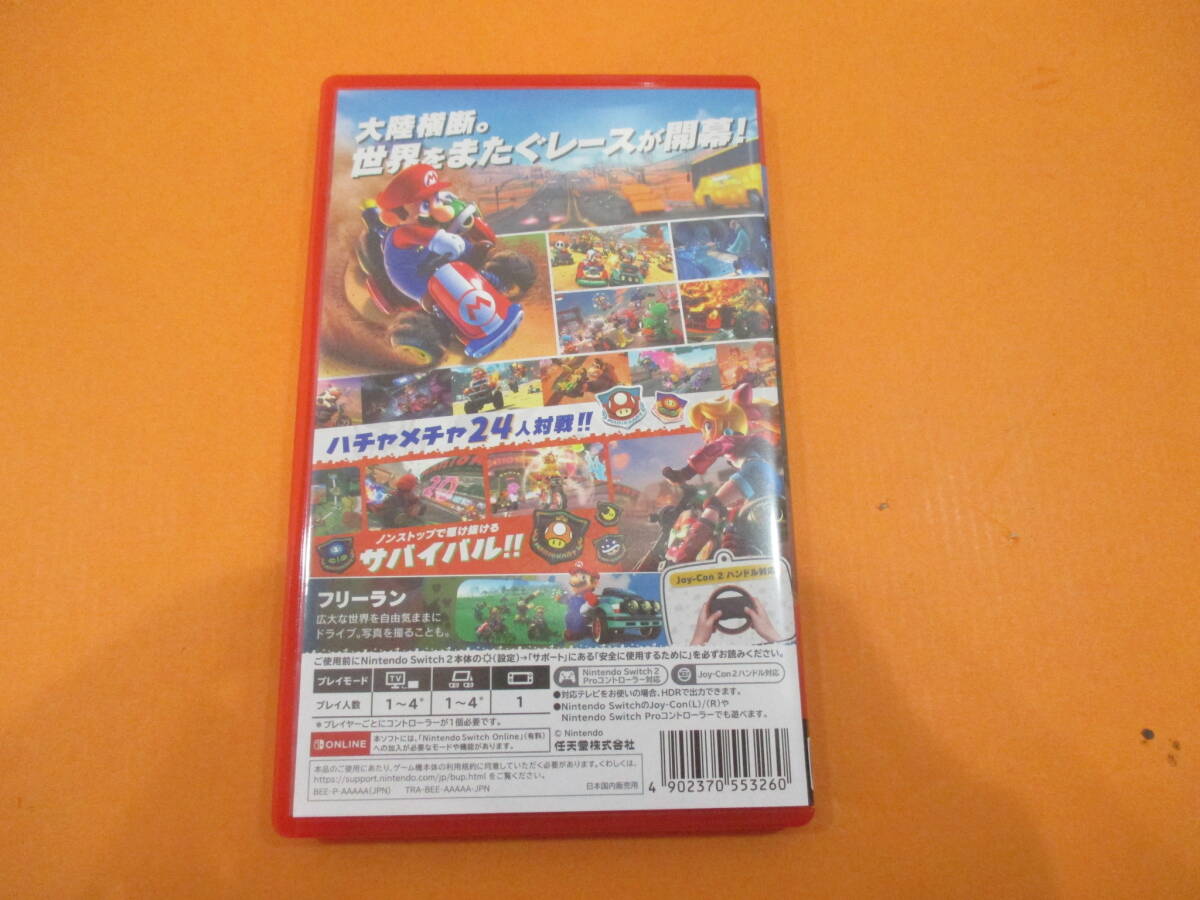 大陸横断。
世界をまたぐレースが開幕!
ハチャメチャ24人対戦!!
ノンストップで駆け抜ける
サバイバル!!
フリーラン
広大な世界を自由気ままに
ドライブ。写真を撮ることも。
Joy-Con 2 ハンドル対応
ご使用前にNintendo Switch 2本体の(設定)→「サポート」にある「安全に使用するために」を必ずお読みください。
プレイモード
TV
プレイ人数
1～4*
1～4*
1
*プレイヤーごとにコントローラーが1個必要です。
Nintendo Switch 2
Proコントローラー対応
Joy-Con 2ハンドル対応
●対応テレビをお使いの場合、HDRで出力できます。
●Nintendo SwitchのJoy-Con(L)/(R)や
Nintendo Switch Proコントローラーでも遊べます。
ONLINE
本ソフトには、「Nintendo Switch Online」(有料)
への加入が必要なモードや機能があります。
© Nintendo
任天堂株式会社
本品のご使用にあたり、ゲーム機本体の利用規約に同意していただく必要があります。くわしくは、
https://support.nintendo.com/jp/bup.html をご覧ください。
BEE-P-AAAAA(JPN) TRA-BEE-AAAAA-JPN
日本国内販売用
4 902370 553260